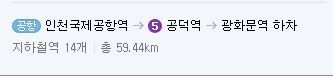 공항 인천국제공항역 → 5 공덕역 → 광화문역 하차
지하철역 14개 | 총 59.44km